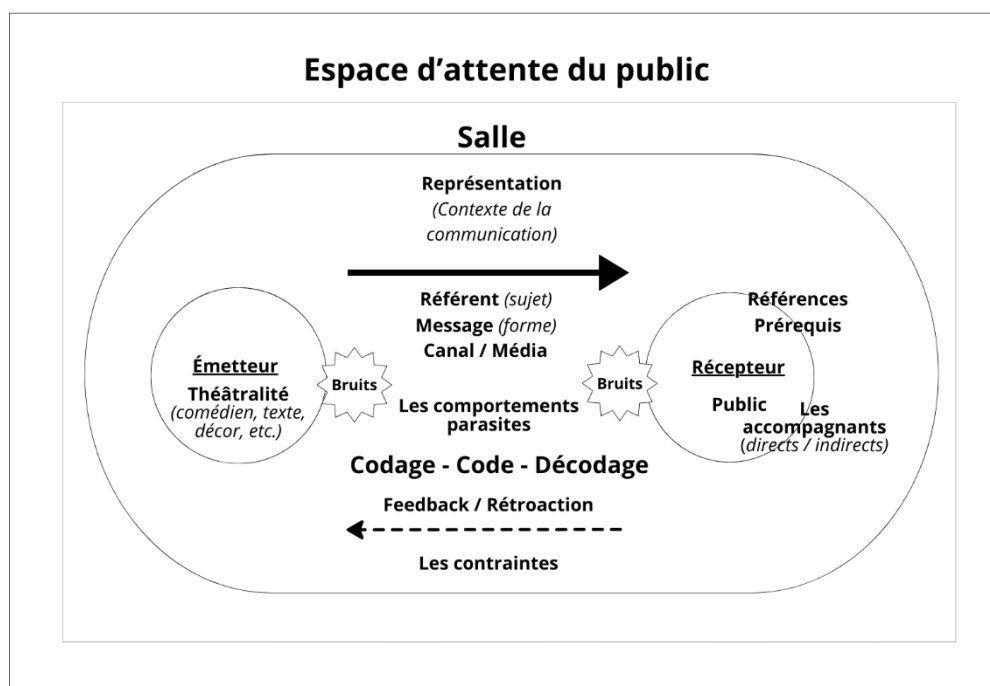 Espace d’attente du public
Salle
Représentation
(Contexte de la
communication)
Référent (sujet)
Message (forme)
Canal / Média
Émetteur
Théâtralité
(comédien, texte,
décor, etc.)
Bruits
Les comportements
parasites
Bruits
Références
Prérequis
Récepteur
Public
Les
accompagnants
(directs / indirects)
Codage - Code - Décodage
Feedback / Rétroaction
Les contraintes